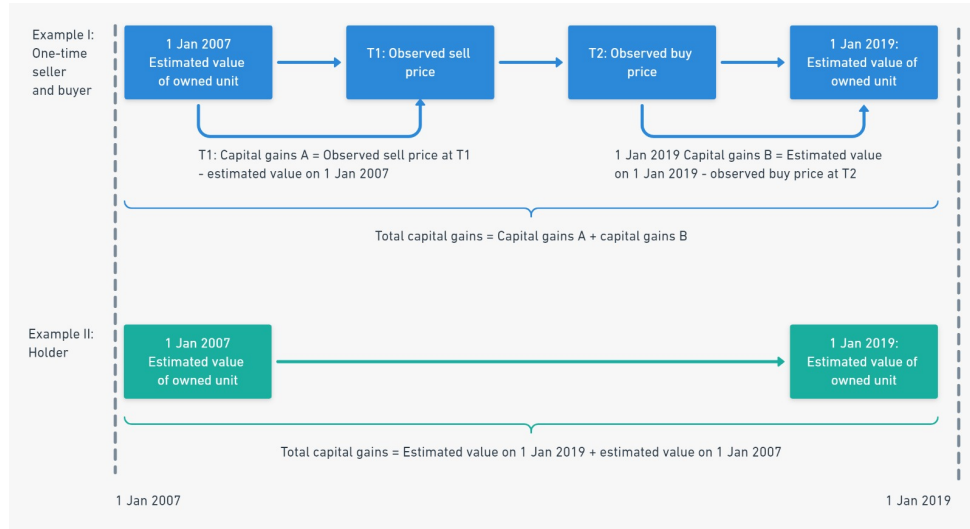 Example I:
One-time
seller
and buyer
1 Jan 2007
Estimated value
of owned unit
T1: Observed sell
price
T2: Observed buy
price
1 Jan 2019:
Estimated value of
owned unit
T1: Capital gains A = Observed sell price at T1
- estimated value on 1 Jan 2007
1 Jan 2019 Capital gains B = Estimated value
on 1 Jan 2019 - observed buy price at T2
Total capital gains = Capital gains A + capital gains B
Example II:
Holder
1 Jan 2007
Estimated value
of owned unit
1 Jan 2019:
Estimated value of
owned unit
Total capital gains = Estimated value on 1 Jan 2019 + estimated value on 1 Jan 2007
1 Jan 2007
1 Jan 2019